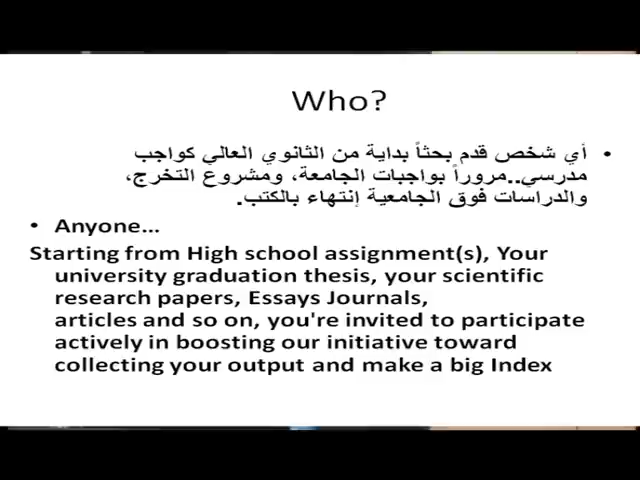 Who?
أي شخص قدم بحثاً بداية من الثانوي العالي كواجب
مدرسي..مروراً بواجبات الجامعة، ومشروع التخرج،
والدراسات فوق الجامعية إنتهاء بالكتب.
• Anyone...
Starting from High school assignment(s), Your
university graduation thesis, your scientific
research papers, Essays Journals,
articles and so on, you're invited to participate
actively in boosting our initiative toward
collecting your output and make a big Index